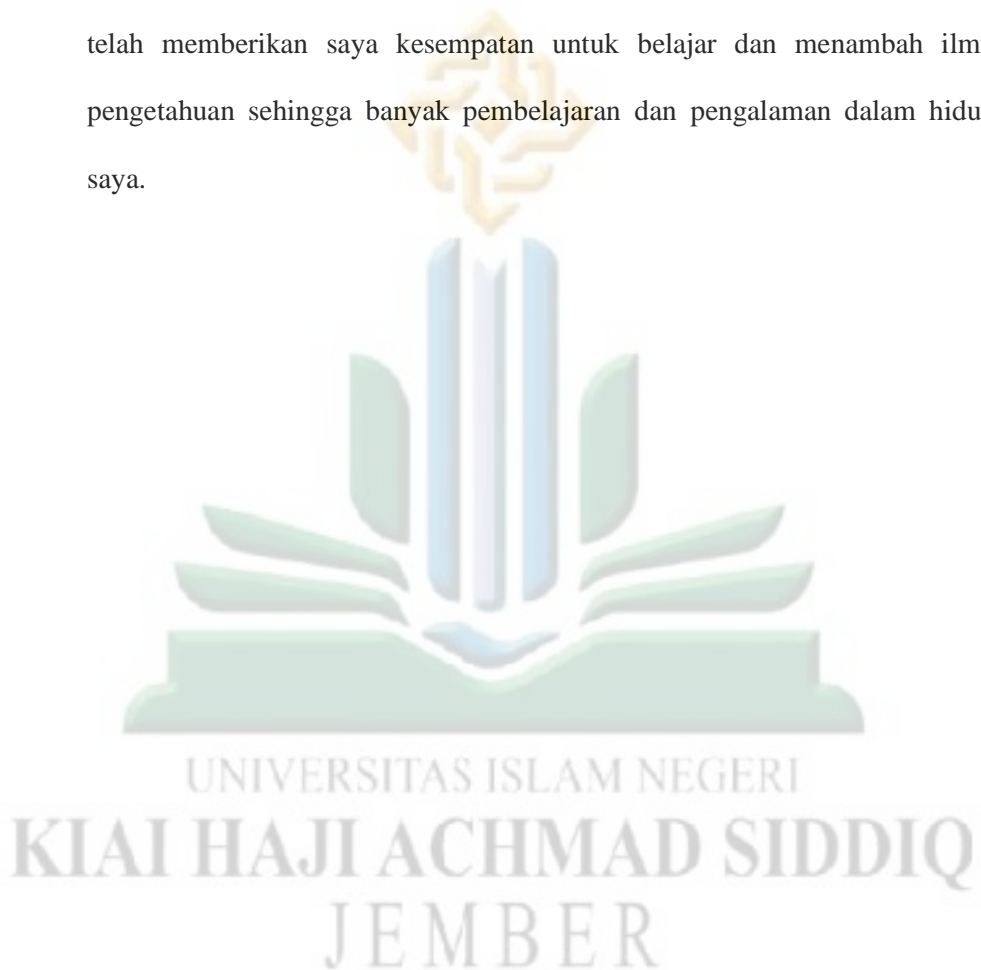 telah memberikan saya kesempatan untuk belajar dan menambah ilm
pengetahuan sehingga banyak pembelajaran dan pengalaman dalam hidu
saya.
UNIVERSITAS ISLAM NEGERI
KIAI HAJI ACHMAD SIDDIQ
JEMBER